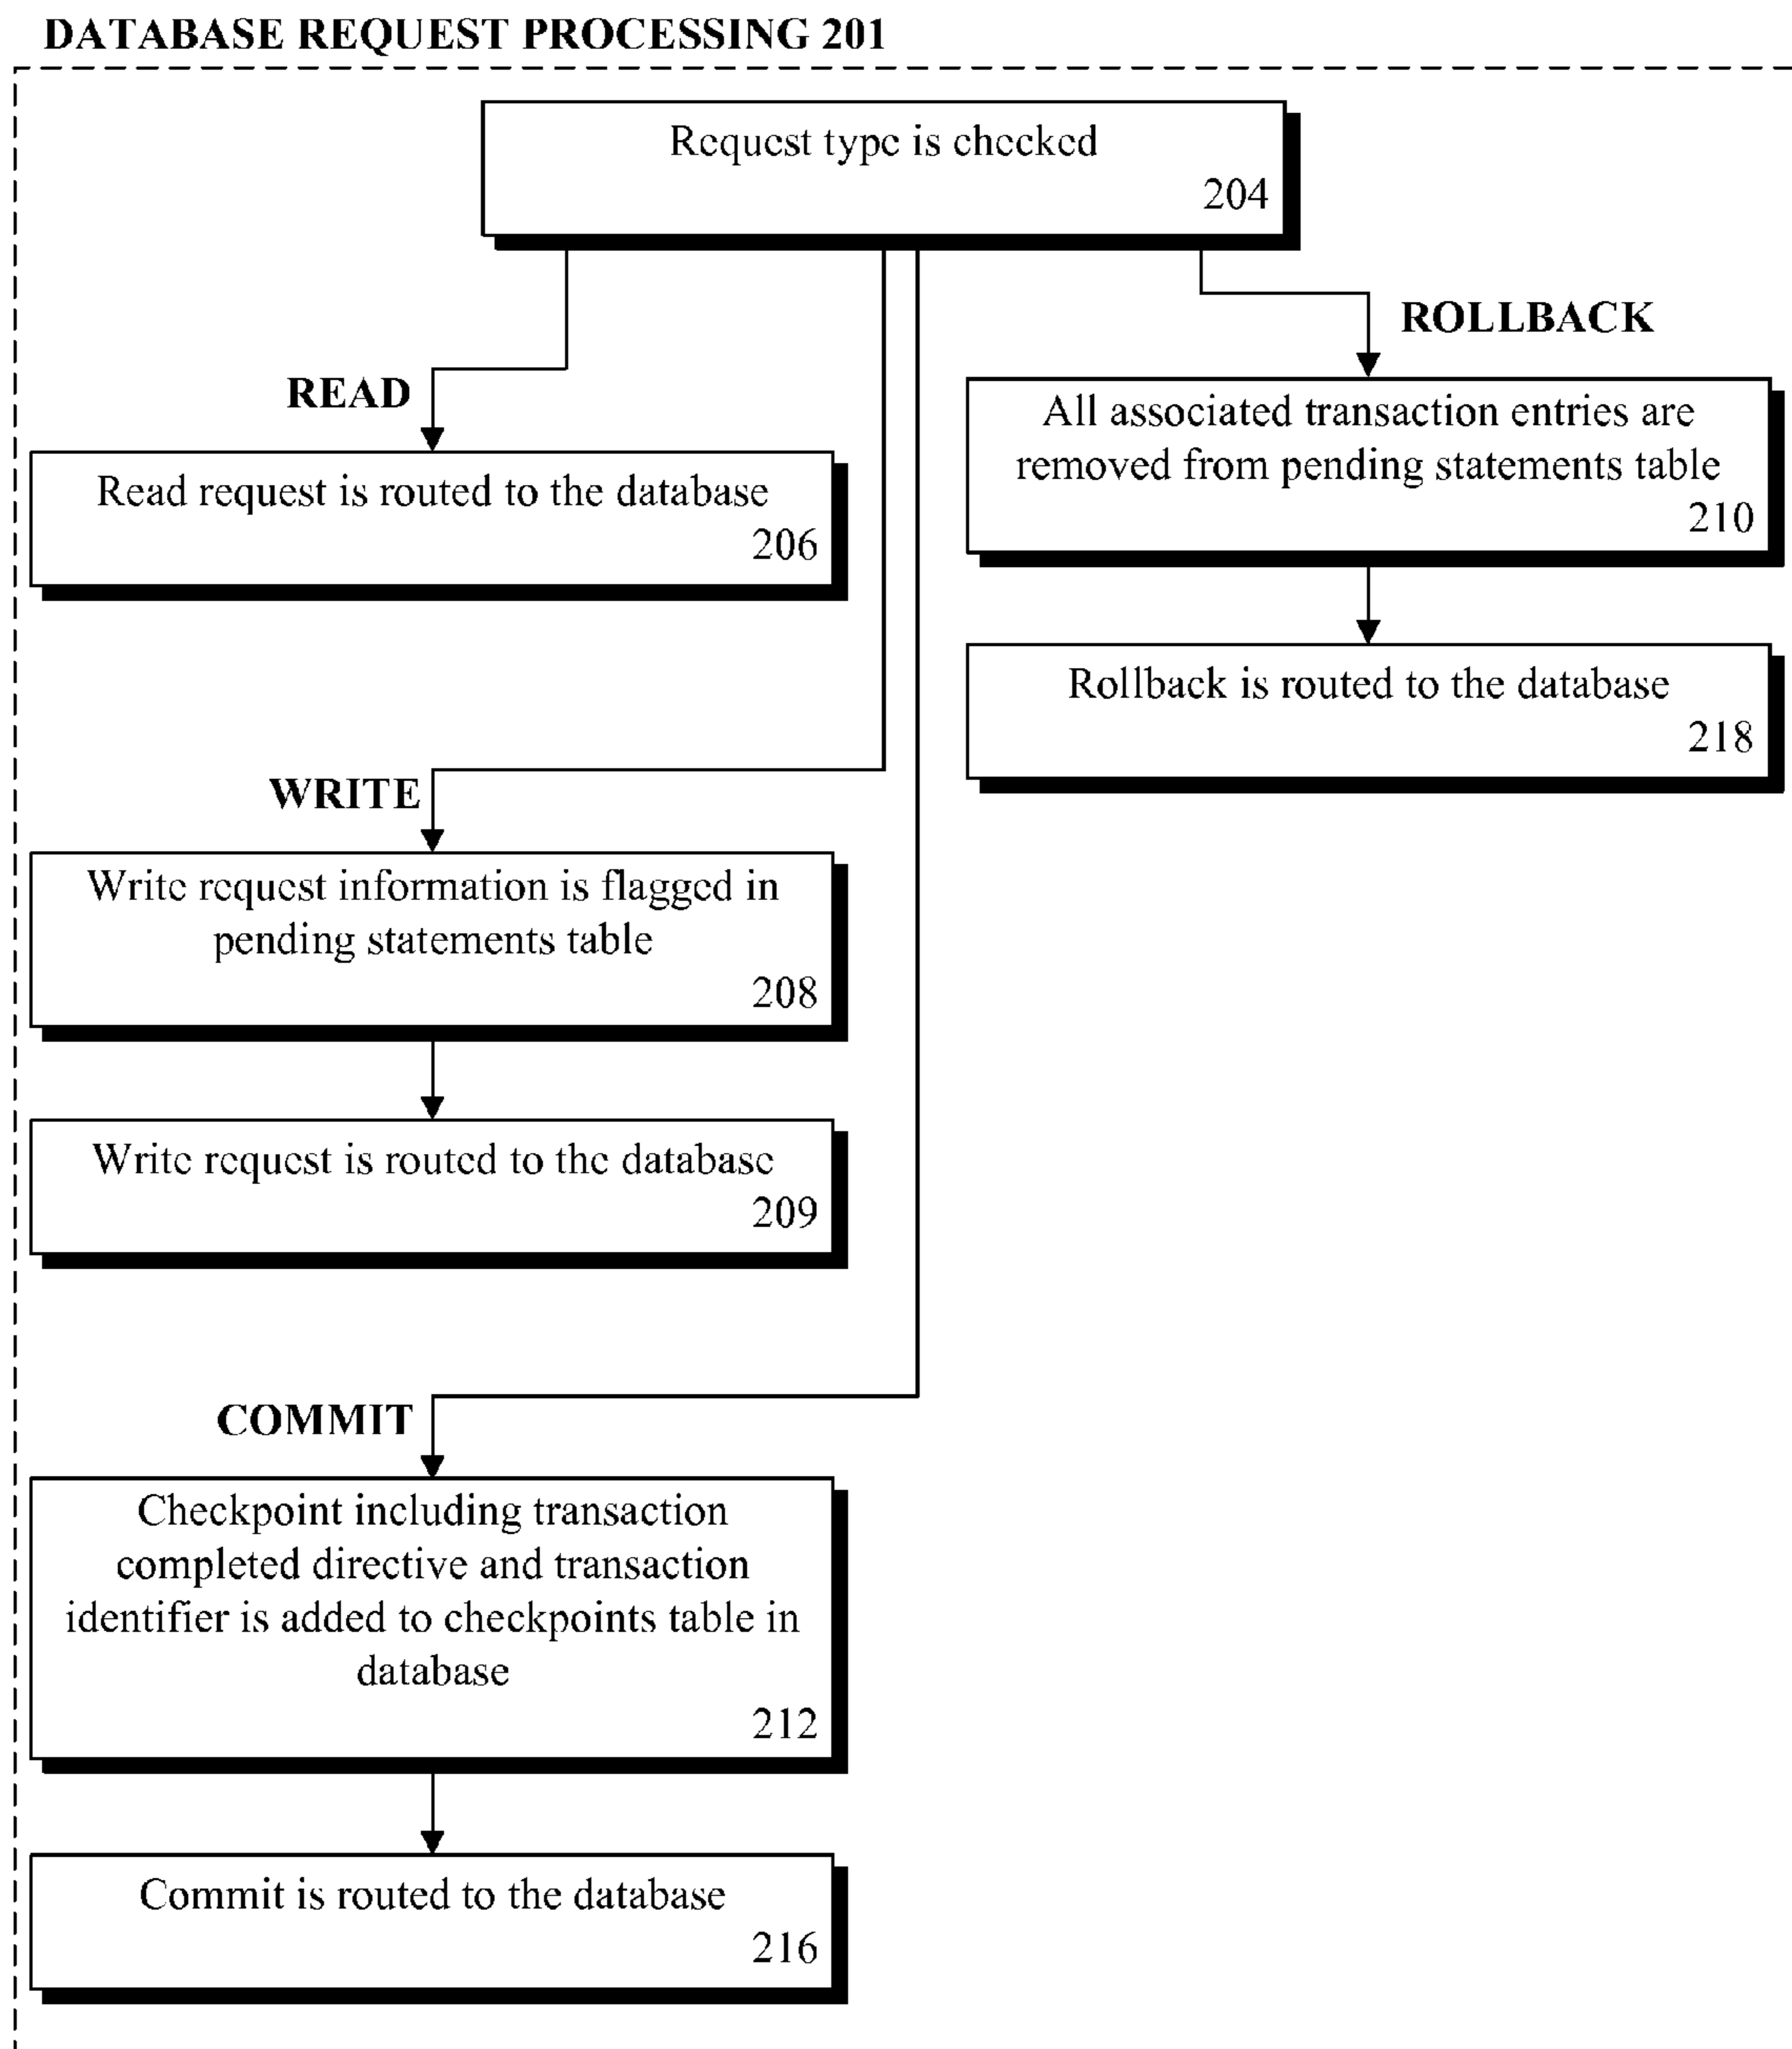 DATABASE REQUEST PROCESSING 201
Request type is checked
204
READ
Read request is routed to the database
206
ROLLBACK
All associated transaction entries are
removed from pending statements table
210
Rollback is routed to the database
218
WRITE
Write request information is flagged in
pending statements table
208
Write request is routed to the database
209
COMMIT
Checkpoint including transaction
completed directive and transaction
identifier is added to checkpoints table in
database
212
Commit is routed to the database
216